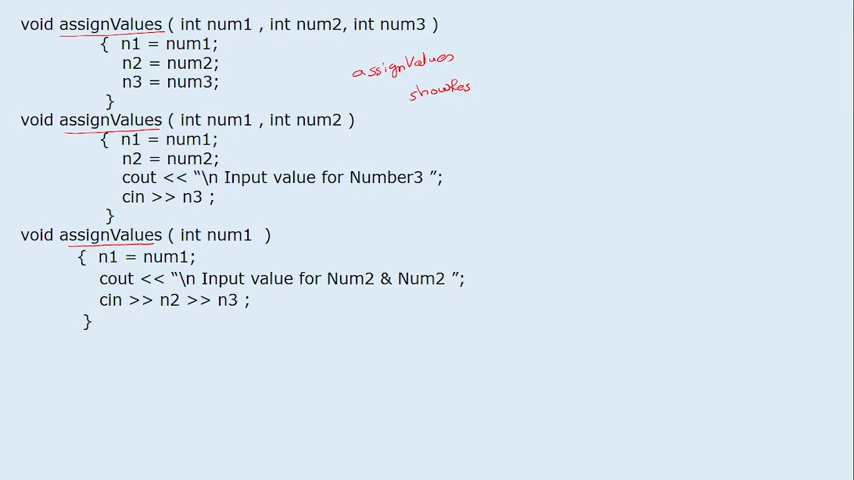 void assignValues ( int num1 , int num2, int num3 )
{ n1 = num1;
n2 = num2;
n3 = num3;
}
assignValues
showRes
void assignValues ( int num1 , int num2 )
{ n1 = num1;
n2 = num2;
cout << “\n Input value for Number3 ”;
cin >> n3 ;
}
void assignValues ( int num1  )
{ n1 = num1;
cout << “\n Input value for Num2 & Num2 ”;
cin >> n2 >> n3 ;
}